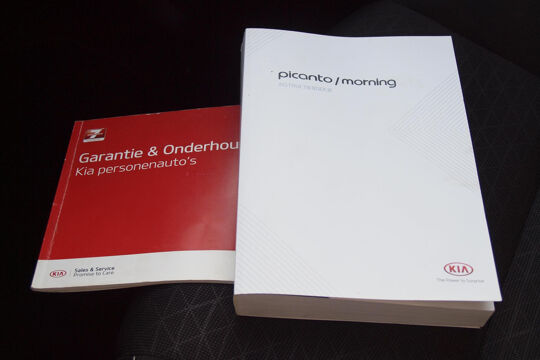 Garantie & Onderhou
Kia personenauto's
KIA
Sales & Service
Promise to Care
picanto/morning
KIA
The Power to Surprise